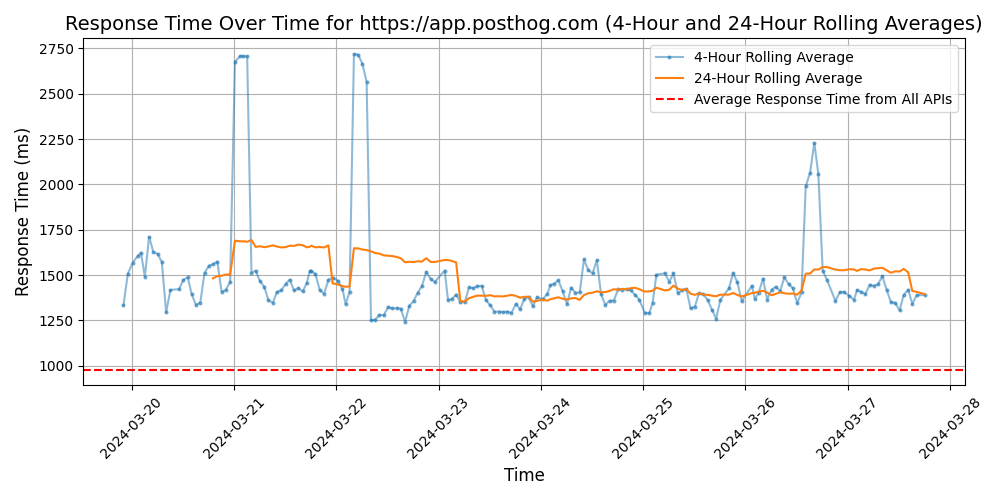 Response Time Over Time for https://app.posthog.com (4-Hour and 24-Hour Rolling Averages)
4-Hour Rolling Average
24-Hour Rolling Average
Average Response Time from All APIs
Response Time (ms)
2750
2500
2250
2000
1750
1500
1250
1000
2024-03-20
2024-03-21
2024-03-22
2024-03-23
2024-03-24
2024-03-25
2024-03-26
2024-03-27
2024-03-28
Time